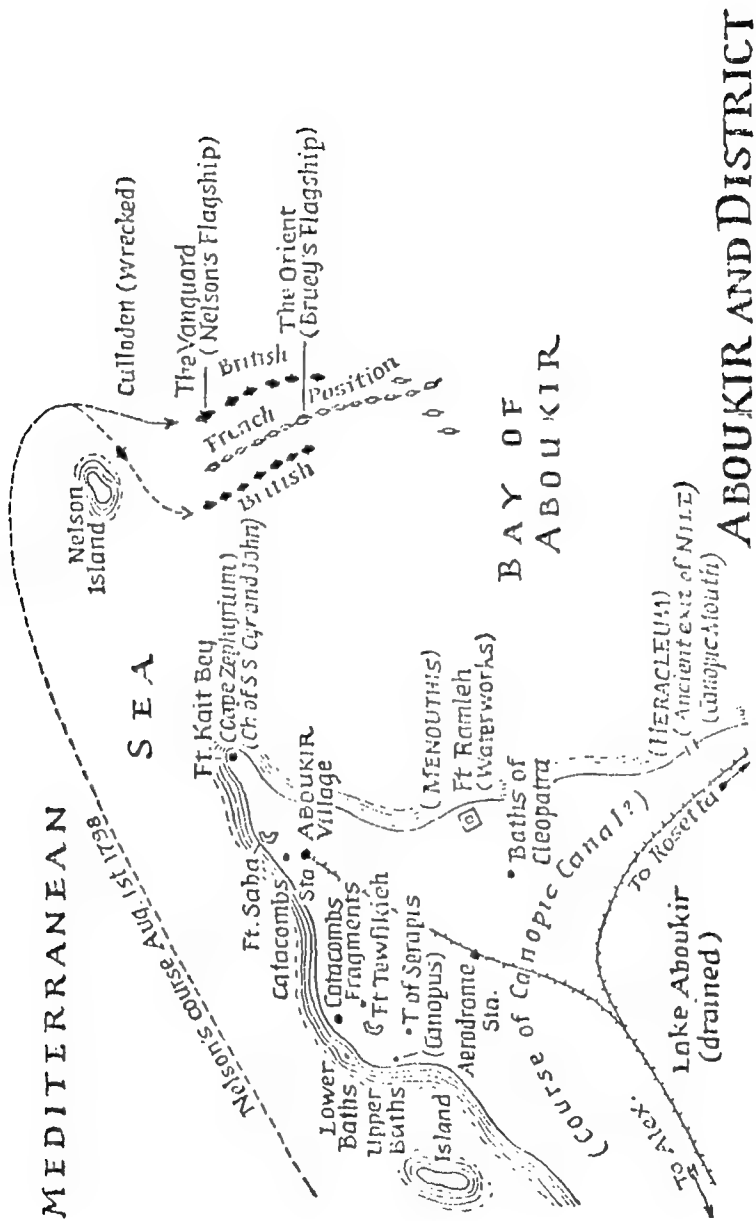 MEDITERRANEAN
SEA
Nelson's course Aug. 1st 1798
Nelson
Island
Culloden (wrecked)
The Vanguard
(Nelson's Flagship)
British
French Position
British
The Orient
(Bruey's Flagship)
Ft. Kait Bey
(Cape Zephyrium)
(Ch of S S Cyr and John)
Ft. Saba
Catacombs
Sta
ABOUKIR
Village
Catacombs
Fragments
Ft Tewfikieh
T of Serapis
(Canopus)
Lower
Baths
Upper
Baths
Island
Aerodrome
Sta.
(MENOUTHIS)
Ft Ramleh
(Waterworks)
Baths of
Cleopatra
BAY OF
ABOUKIR
(HERACLEUM)
(Ancient exit of NILE)
(Canopic Mouth)
(Course of Canopic Canal?)
To Rosetta
To Alex.
Lake Aboukir
(drained)
ABOUKIR AND DISTRICT